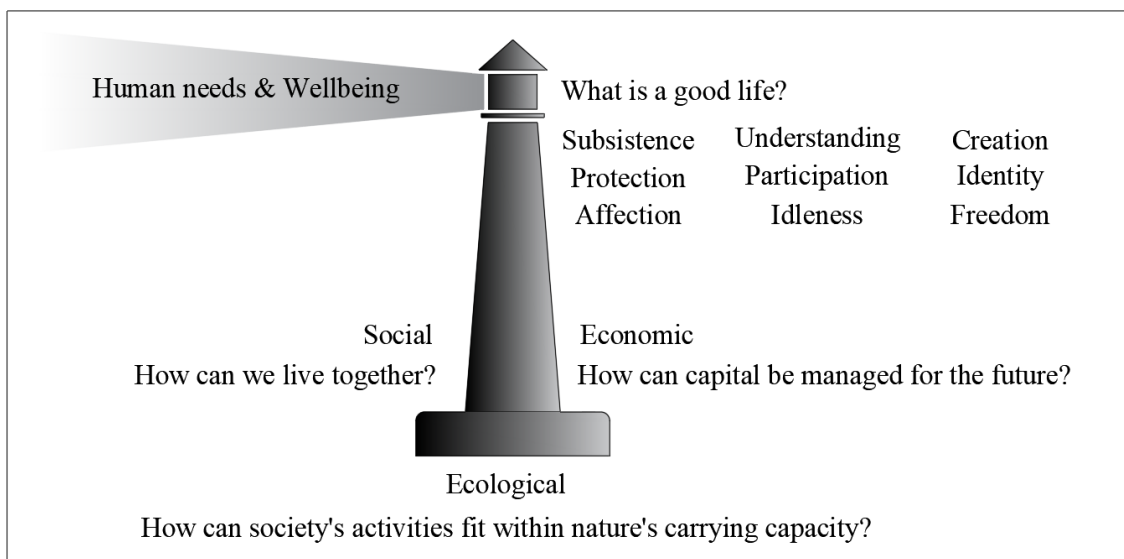 Human needs & Wellbeing
What is a good life?
Subsistence Understanding Creation
Protection Participation Identity
Affection Idleness Freedom
Social
Economic
How can we live together?
How can capital be managed for the future?
Ecological
How can society's activities fit within nature's carrying capacity?